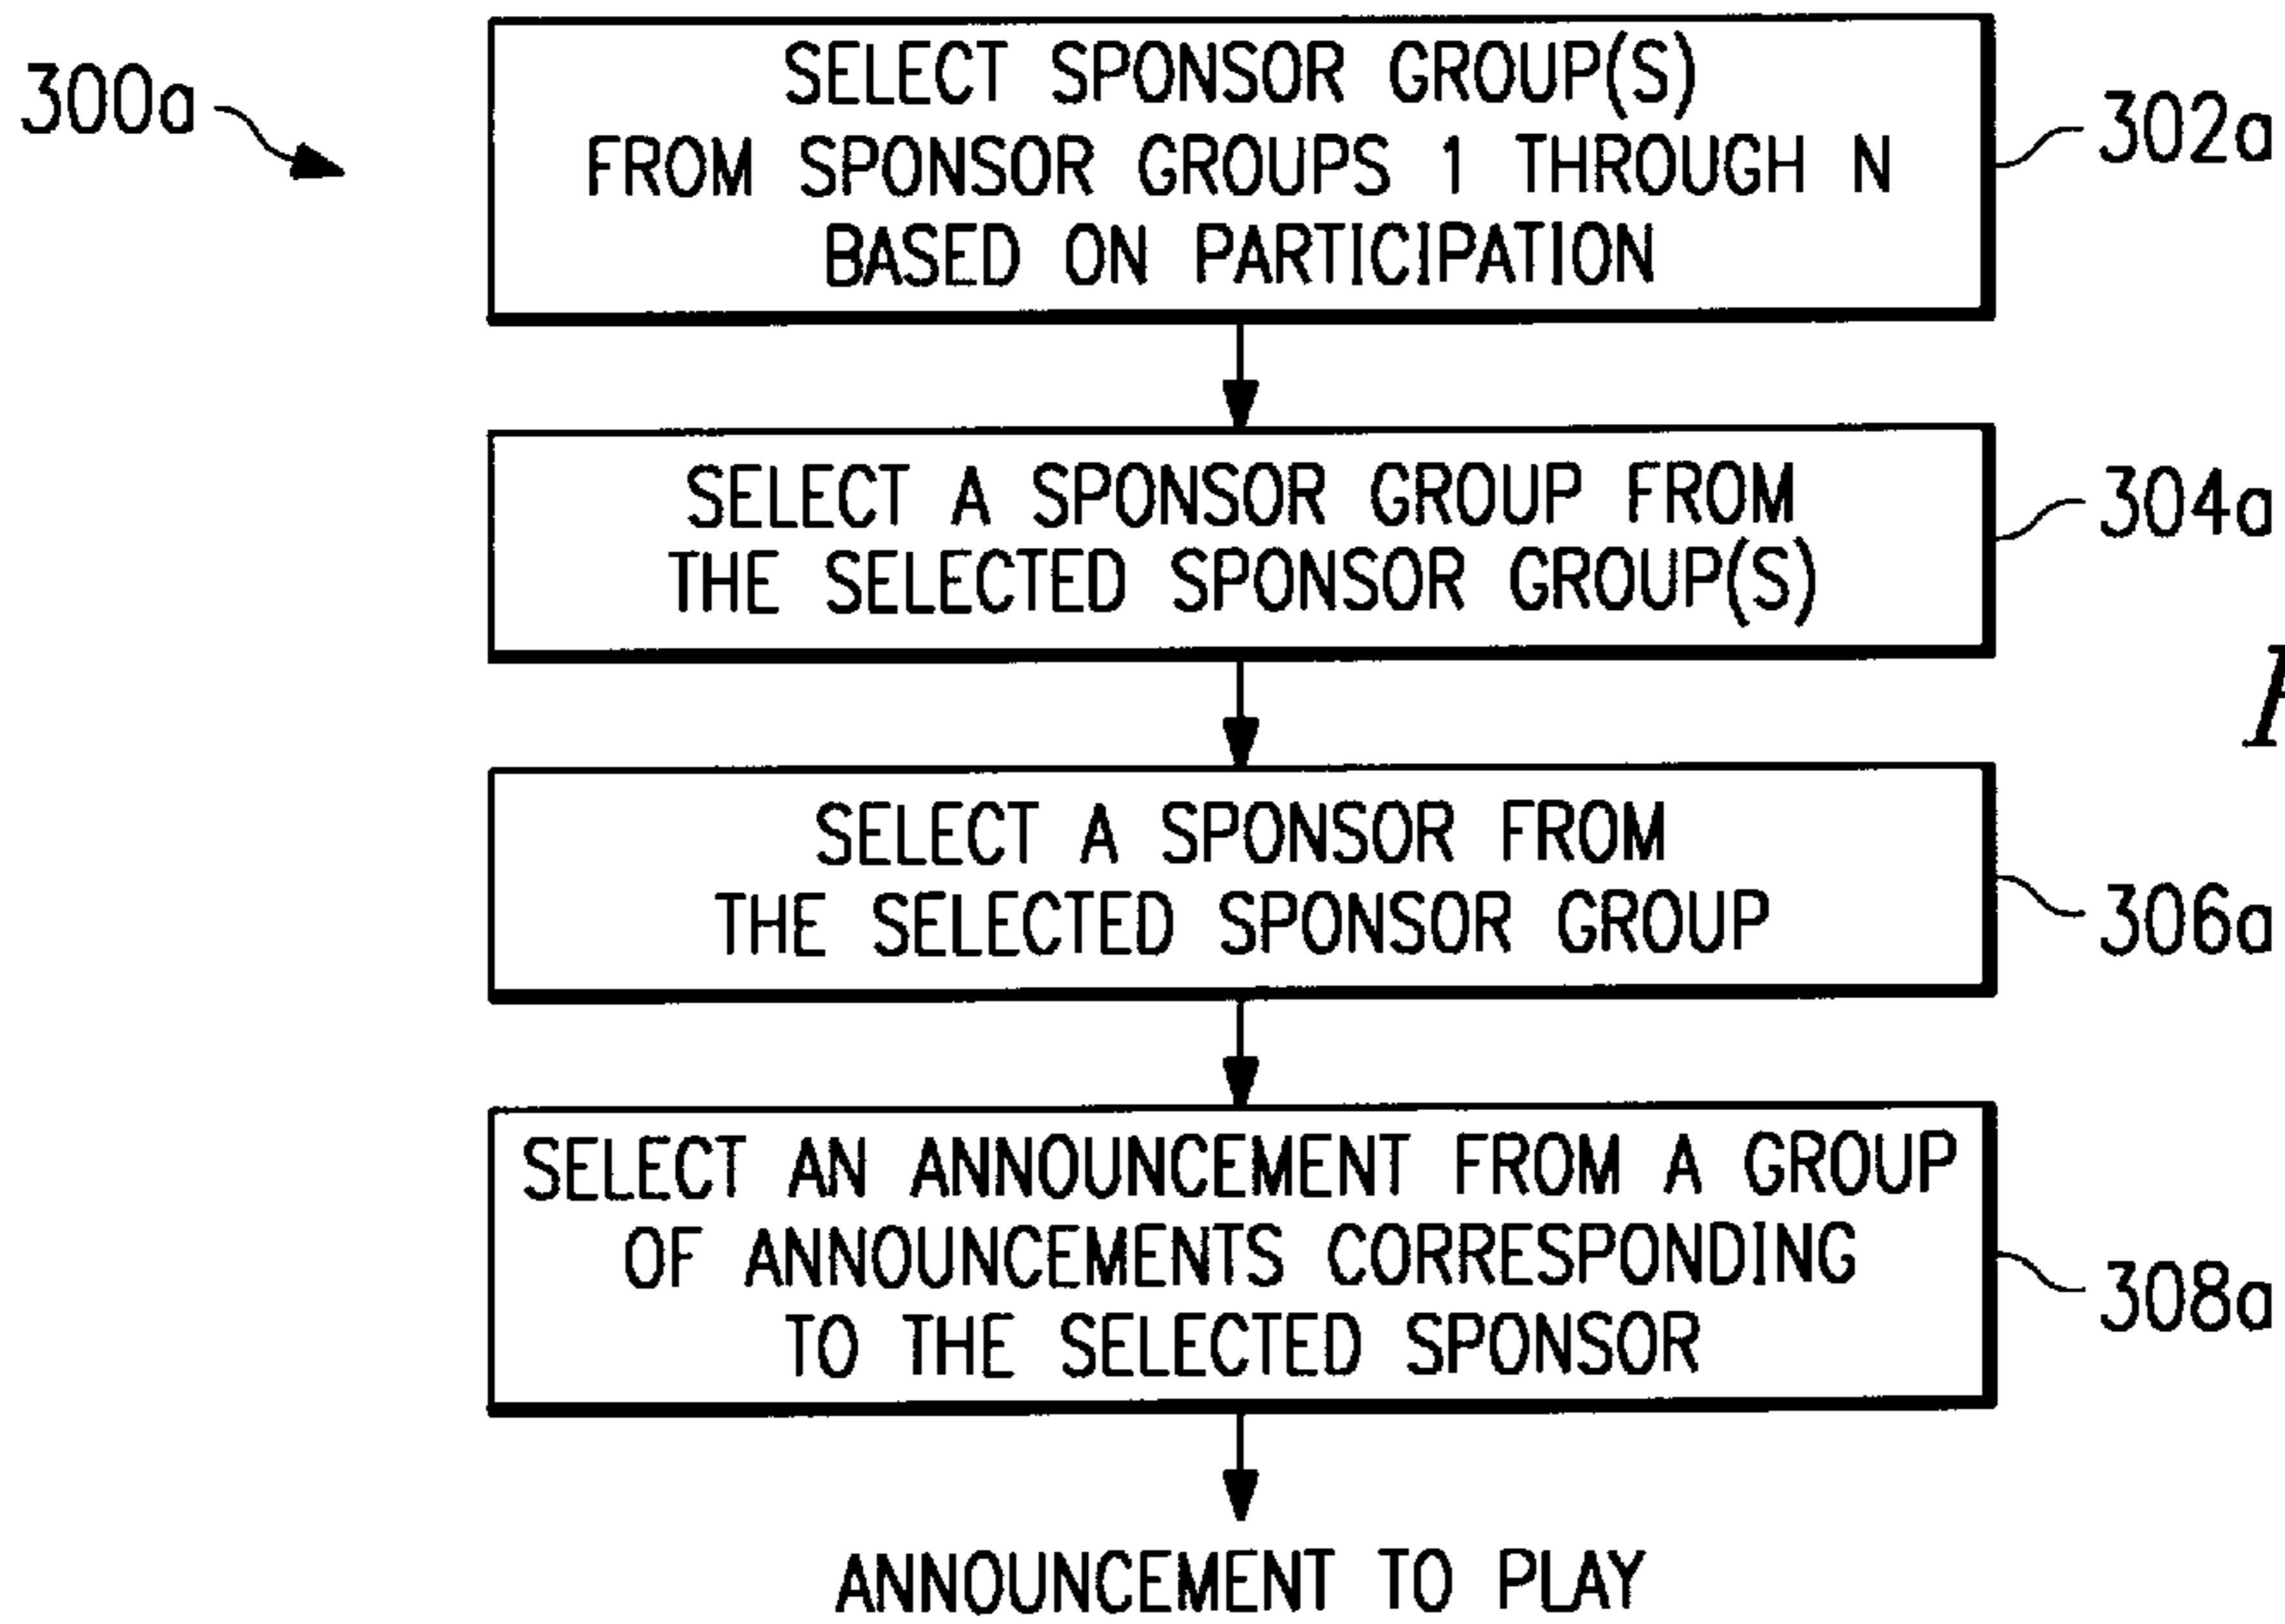 300a
SELECT SPONSOR GROUP(S)
FROM SPONSOR GROUPS 1 THROUGH N
BASED ON PARTICIPATION
302a
SELECT A SPONSOR GROUP FROM
THE SELECTED SPONSOR GROUP(S)
304a
SELECT A SPONSOR FROM
THE SELECTED SPONSOR GROUP
306a
SELECT AN ANNOUNCEMENT FROM A GROUP
OF ANNOUNCEMENTS CORRESPONDING
TO THE SELECTED SPONSOR
308a
ANNOUNCEMENT TO PLAY